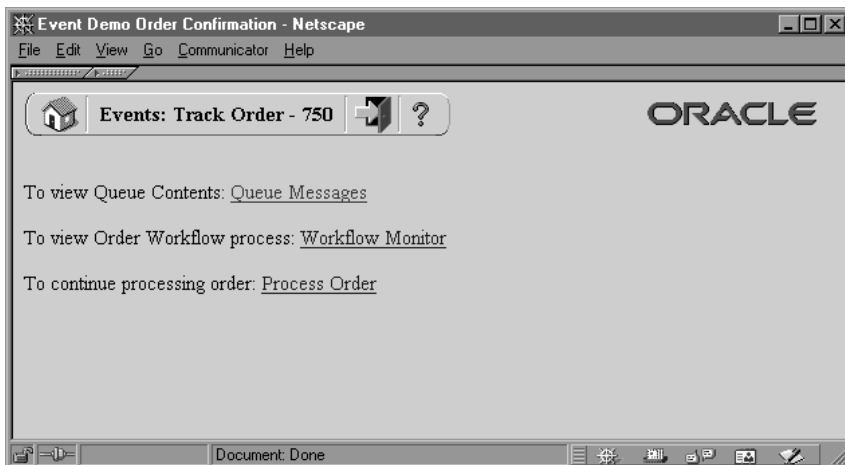 Event Demo Order Confirmation - Netscape
File Edit View Go Communicator Help
Events: Track Order - 750 ?
ORACLE
To view Queue Contents: Queue Messages
To view Order Workflow process: Workflow Monitor
To continue processing order: Process Order
Document: Done